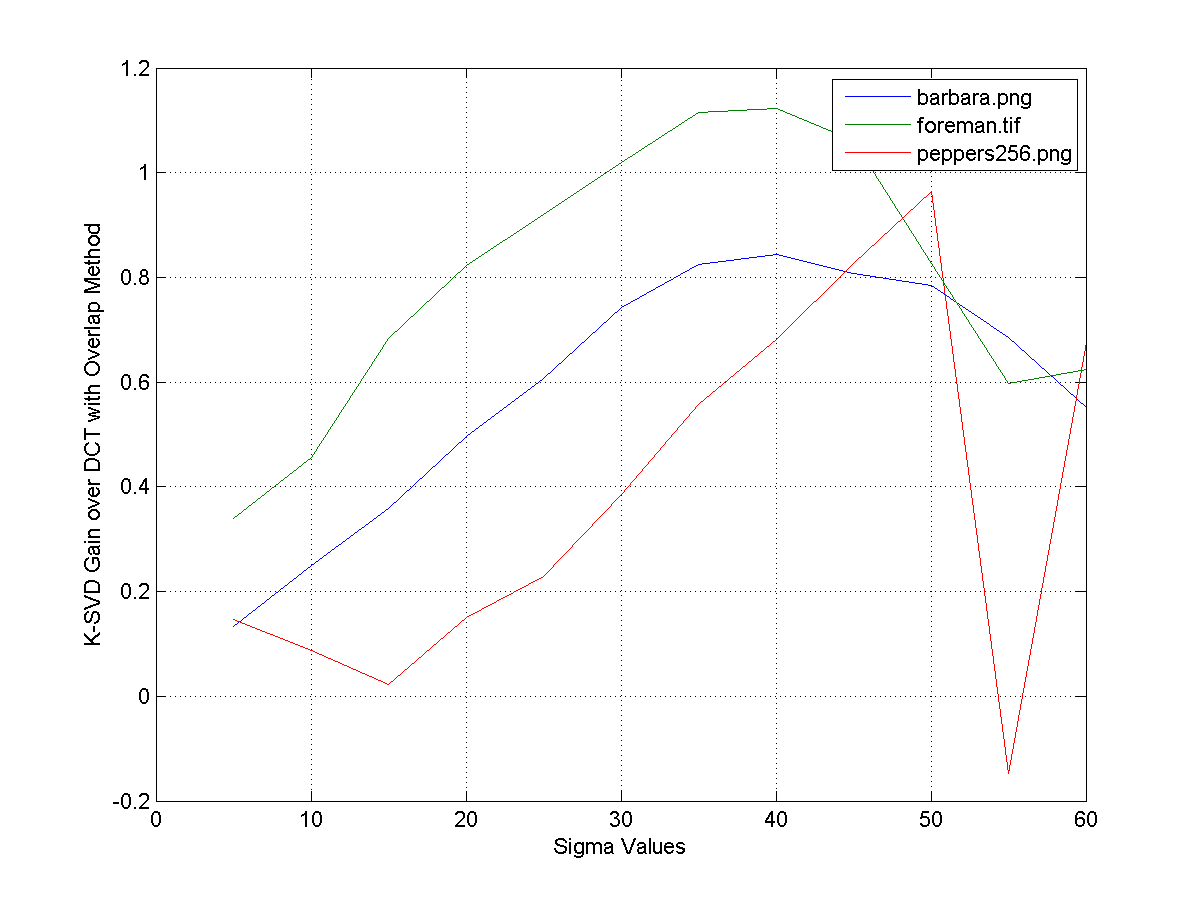 1.2
1
0.8
0.6
0.4
0.2
0
-0.2
K-SVD Gain over DCT with Overlap Method
barbara.png
foreman.tif
peppers256.png
0 10 20 30 40 50 60
Sigma Values